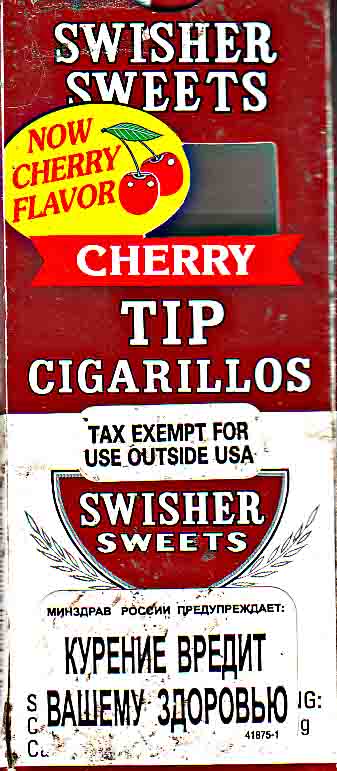 SWISHER
SWEETS
NOW
CHERRY
FLAVOR
CHERRY
TIP
CIGARILLOS
TAX EXEMPT FOR
USE OUTSIDE USA
SWISHER
SWEETS
МИНЗДРАВ РОССИИ ПРЕДУПРЕЖДАЕТ:
КУРЕНИЕ ВРЕДИТ
ВАШЕМУ ЗДОРОВЬЮ
41875-1